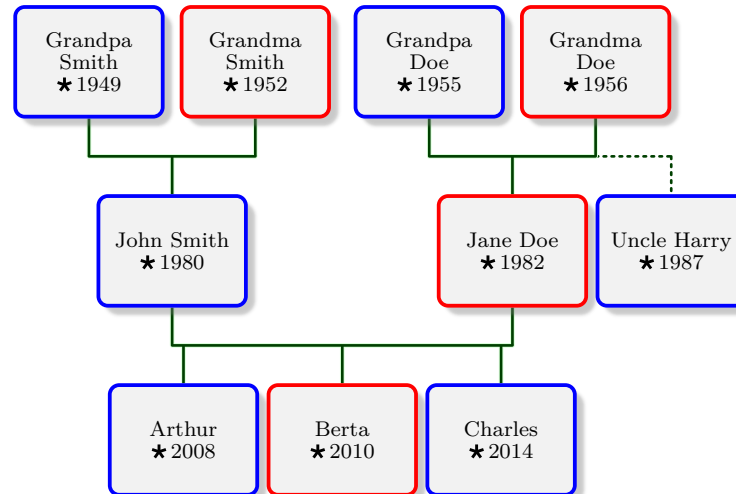 Grandpa
Smith
★1949
Grandma
Smith
★1952
Grandpa
Doe
★1955
Grandma
Doe
★1956
John Smith
★1980
Jane Doe
★1982
Uncle Harry
★1987
Arthur
★2008
Berta
★2010
Charles
★2014